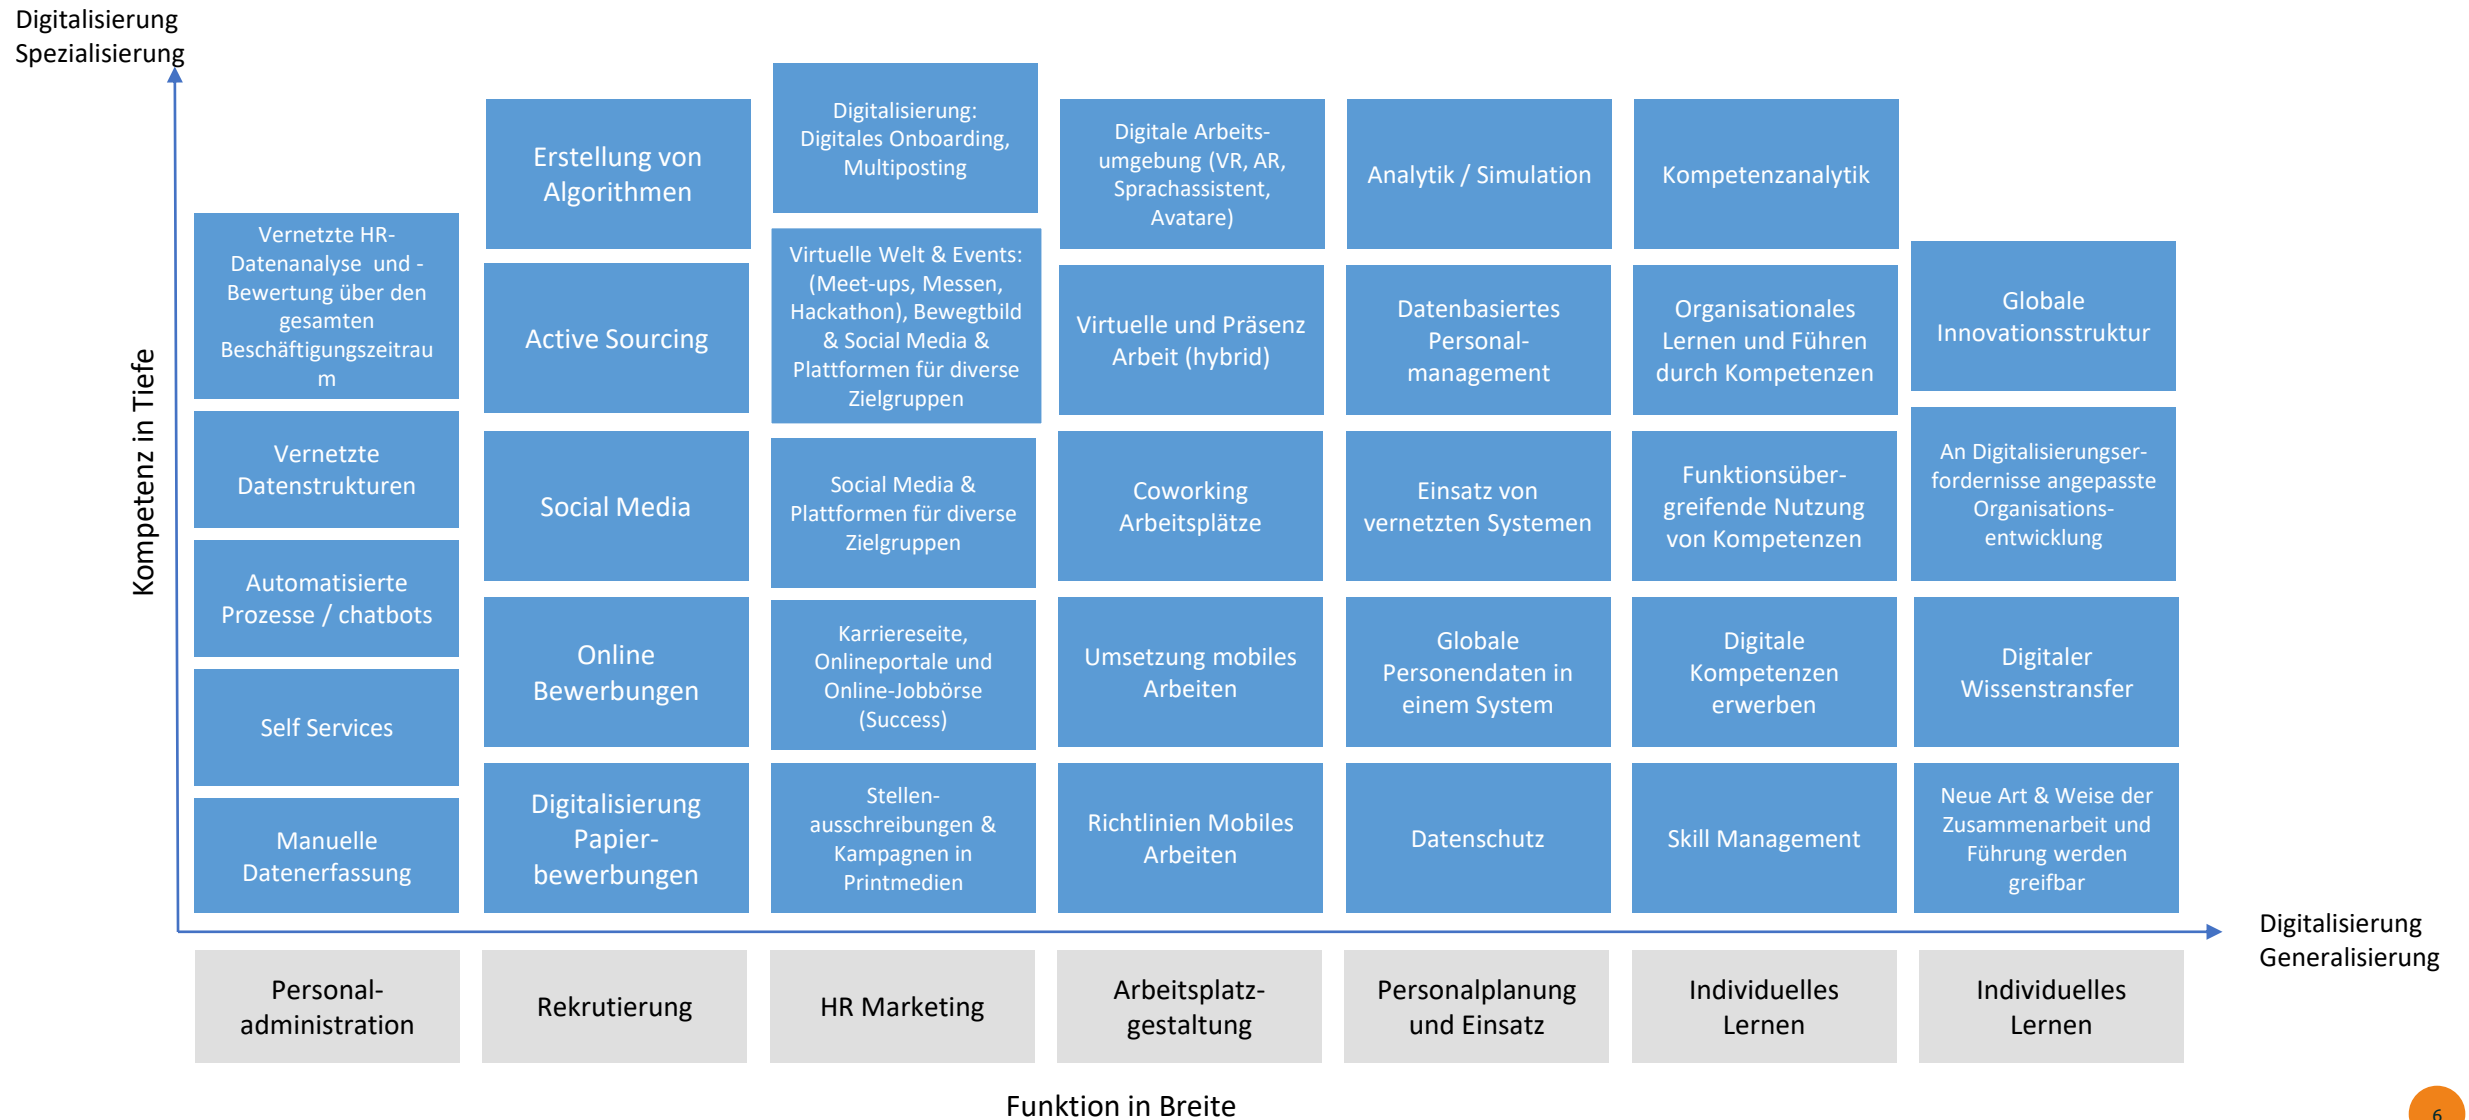 Digitalisierung
Spezialisierung
Kompetenz in Tiefe
Vernetzte HR-
Datenanalyse und -
Bewertung über den
gesamten
Beschäftigungszeitrau
m
Vernetzte
Datenstrukturen
Automatisierte
Prozesse / chatbots
Self Services
Manuelle
Datenerfassung
Personal-
administration
Erstellung von
Algorithmen
Active Sourcing
Social Media
Online
Bewerbungen
Digitalisierung
Papier-
bewerbungen
Rekrutierung
Digitalisierung:
Digitales Onboarding,
Multiposting
Virtuelle Welt & Events:
(Meet-ups, Messen,
Hackathon), Bewegtbild
& Social Media &
Plattformen für diverse
Zielgruppen
Social Media &
Plattformen für diverse
Zielgruppen
Karriereseite,
Onlineportale und
Online-Jobbörse
(Success)
Stellen-
ausschreibungen &
Kampagnen in
Printmedien
HR Marketing
Digitale Arbeits-
umgebung (VR, AR,
Sprachassistent,
Avatare)
Virtuelle und Präsenz
Arbeit (hybrid)
Coworking
Arbeitsplätze
Umsetzung mobiles
Arbeiten
Richtlinien Mobiles
Arbeiten
Arbeitsplatz-
gestaltung
Analytik / Simulation
Datenbasiertes
Personal-
management
Einsatz von
vernetzten Systemen
Globale
Personendaten in
einem System
Datenschutz
Personalplanung
und Einsatz
Kompetenzanalytik
Organisationales
Lernen und Führen
durch Kompetenzen
Funktionsüber-
greifende Nutzung
von Kompetenzen
Digitale
Kompetenzen
erwerben
Skill Management
Individuelles
Lernen
Globale
Innovationsstruktur
An Digitalisierungser-
fordernisse angepasste
Organisations-
entwicklung
Digitaler
Wissenstransfer
Neue Art & Weise der
Zusammenarbeit und
Führung werden
greifbar
Individuelles
Lernen
Digitalisierung
Generalisierung
Funktion in Breite
6